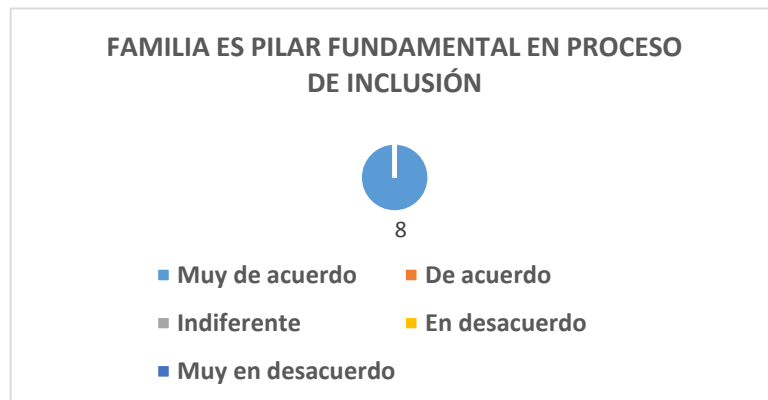 FAMILIA ES PILAR FUNDAMENTAL EN PROCESO
DE INCLUSIÓN
8
Muy de acuerdo De acuerdo
Indiferente En desacuerdo
Muy en desacuerdo